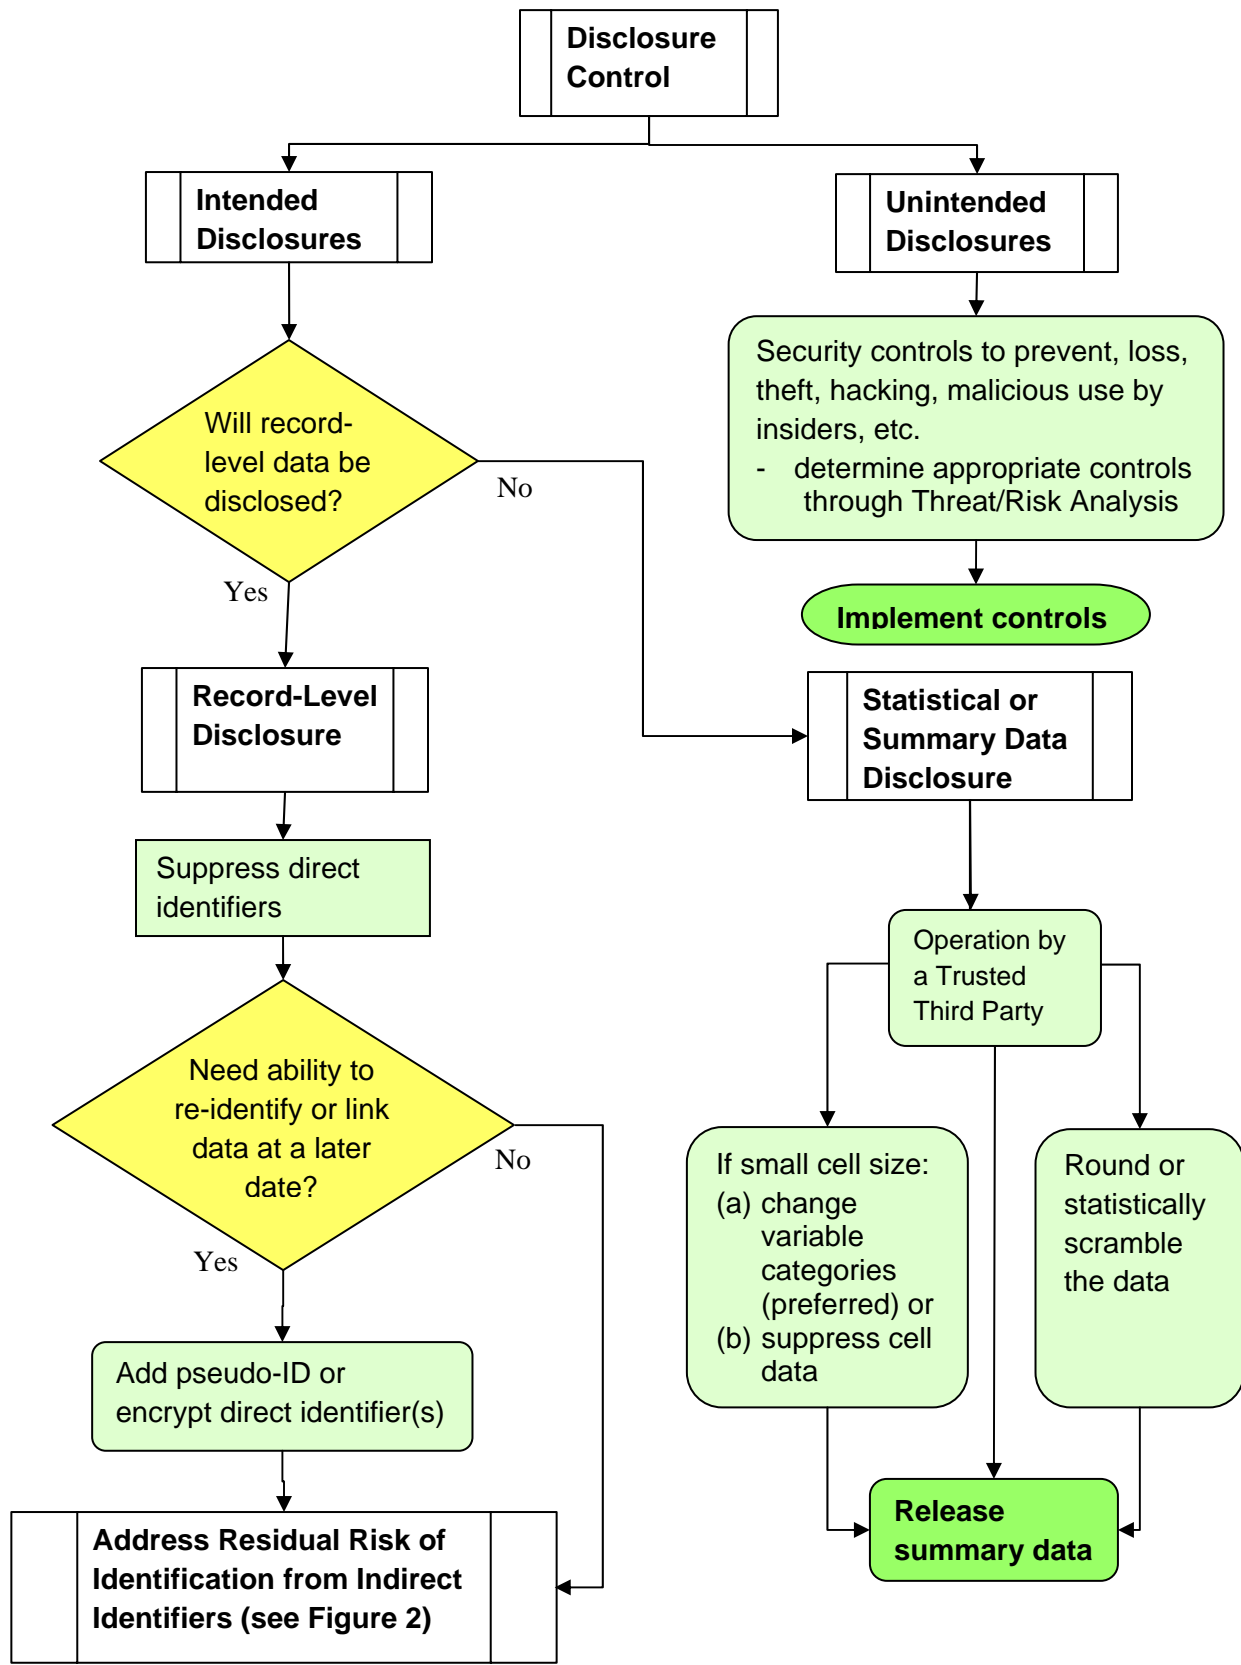 Disclosure
Control
Intended
Disclosures
Unintended
Disclosures
Security controls to prevent, loss,
theft, hacking, malicious use by
insiders, etc.
- determine appropriate controls
through Threat/Risk Analysis
Will record-
level data be
disclosed?
No
Yes
Implement controls
Record-Level
Disclosure
Statistical or
Summary Data
Disclosure
Suppress direct
identifiers
Operation by
a Trusted
Third Party
Need ability to
re-identify or link
data at a later
date?
No
Yes
If small cell size:
(a) change
variable
categories
(preferred) or
(b) suppress cell
data
Round or
statistically
scramble
the data
Add pseudo-ID or
encrypt direct identifier(s)
Release
summary data
Address Residual Risk of
Identification from Indirect
Identifiers (see Figure 2)